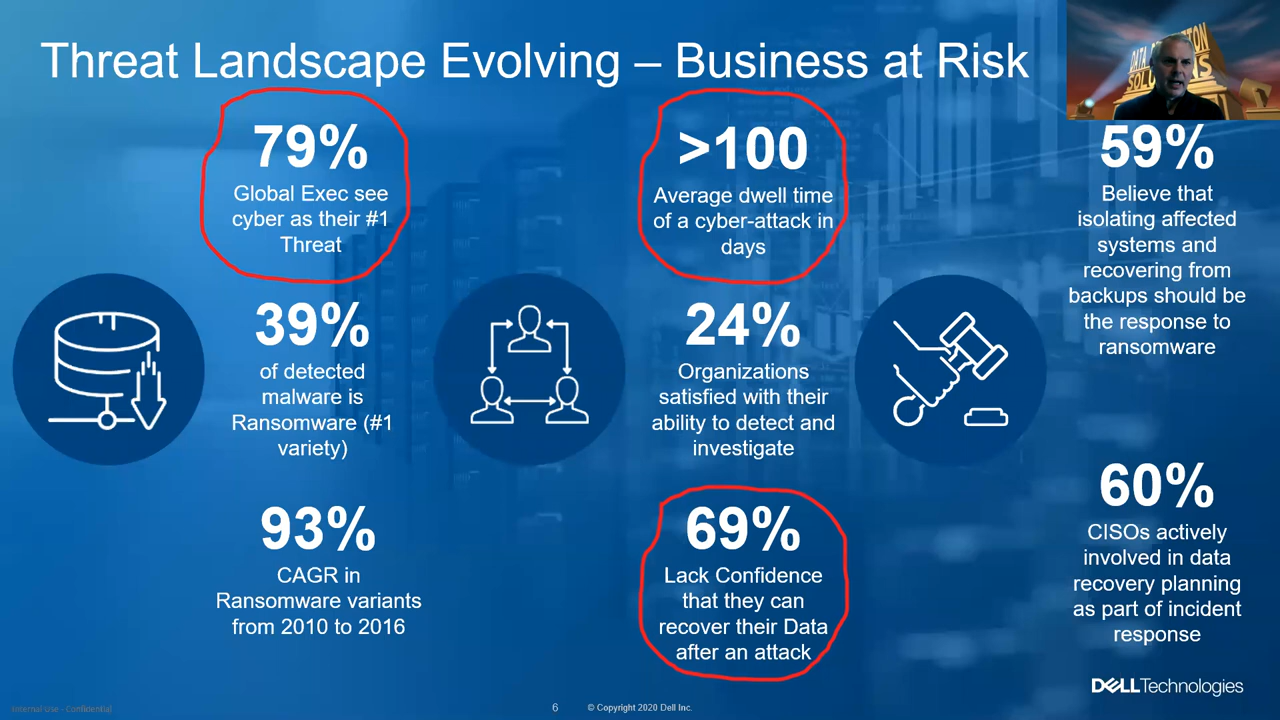 Threat Landscape Evolving – Business at Risk
79%
Global Exec see
cyber as their #1
Threat
39%
of detected
malware is
Ransomware (#1
variety)
93%
CAGR in
Ransomware variants
from 2010 to 2016
>100
Average dwell time
of a cyber-attack in
days
24%
Organizations
satisfied with their
ability to detect and
investigate
69%
Lack Confidence
that they can
recover their Data
after an attack
DATA
SOLUTIONS
59%
Believe that
isolating affected
systems and
recovering from
backups should be
the response to
ransomware
60%
CISOs actively
involved in data
recovery planning
as part of incident
response
DELLTechnologies
Internal Use - Confidential
6
© Copyright 2020 Dell Inc.